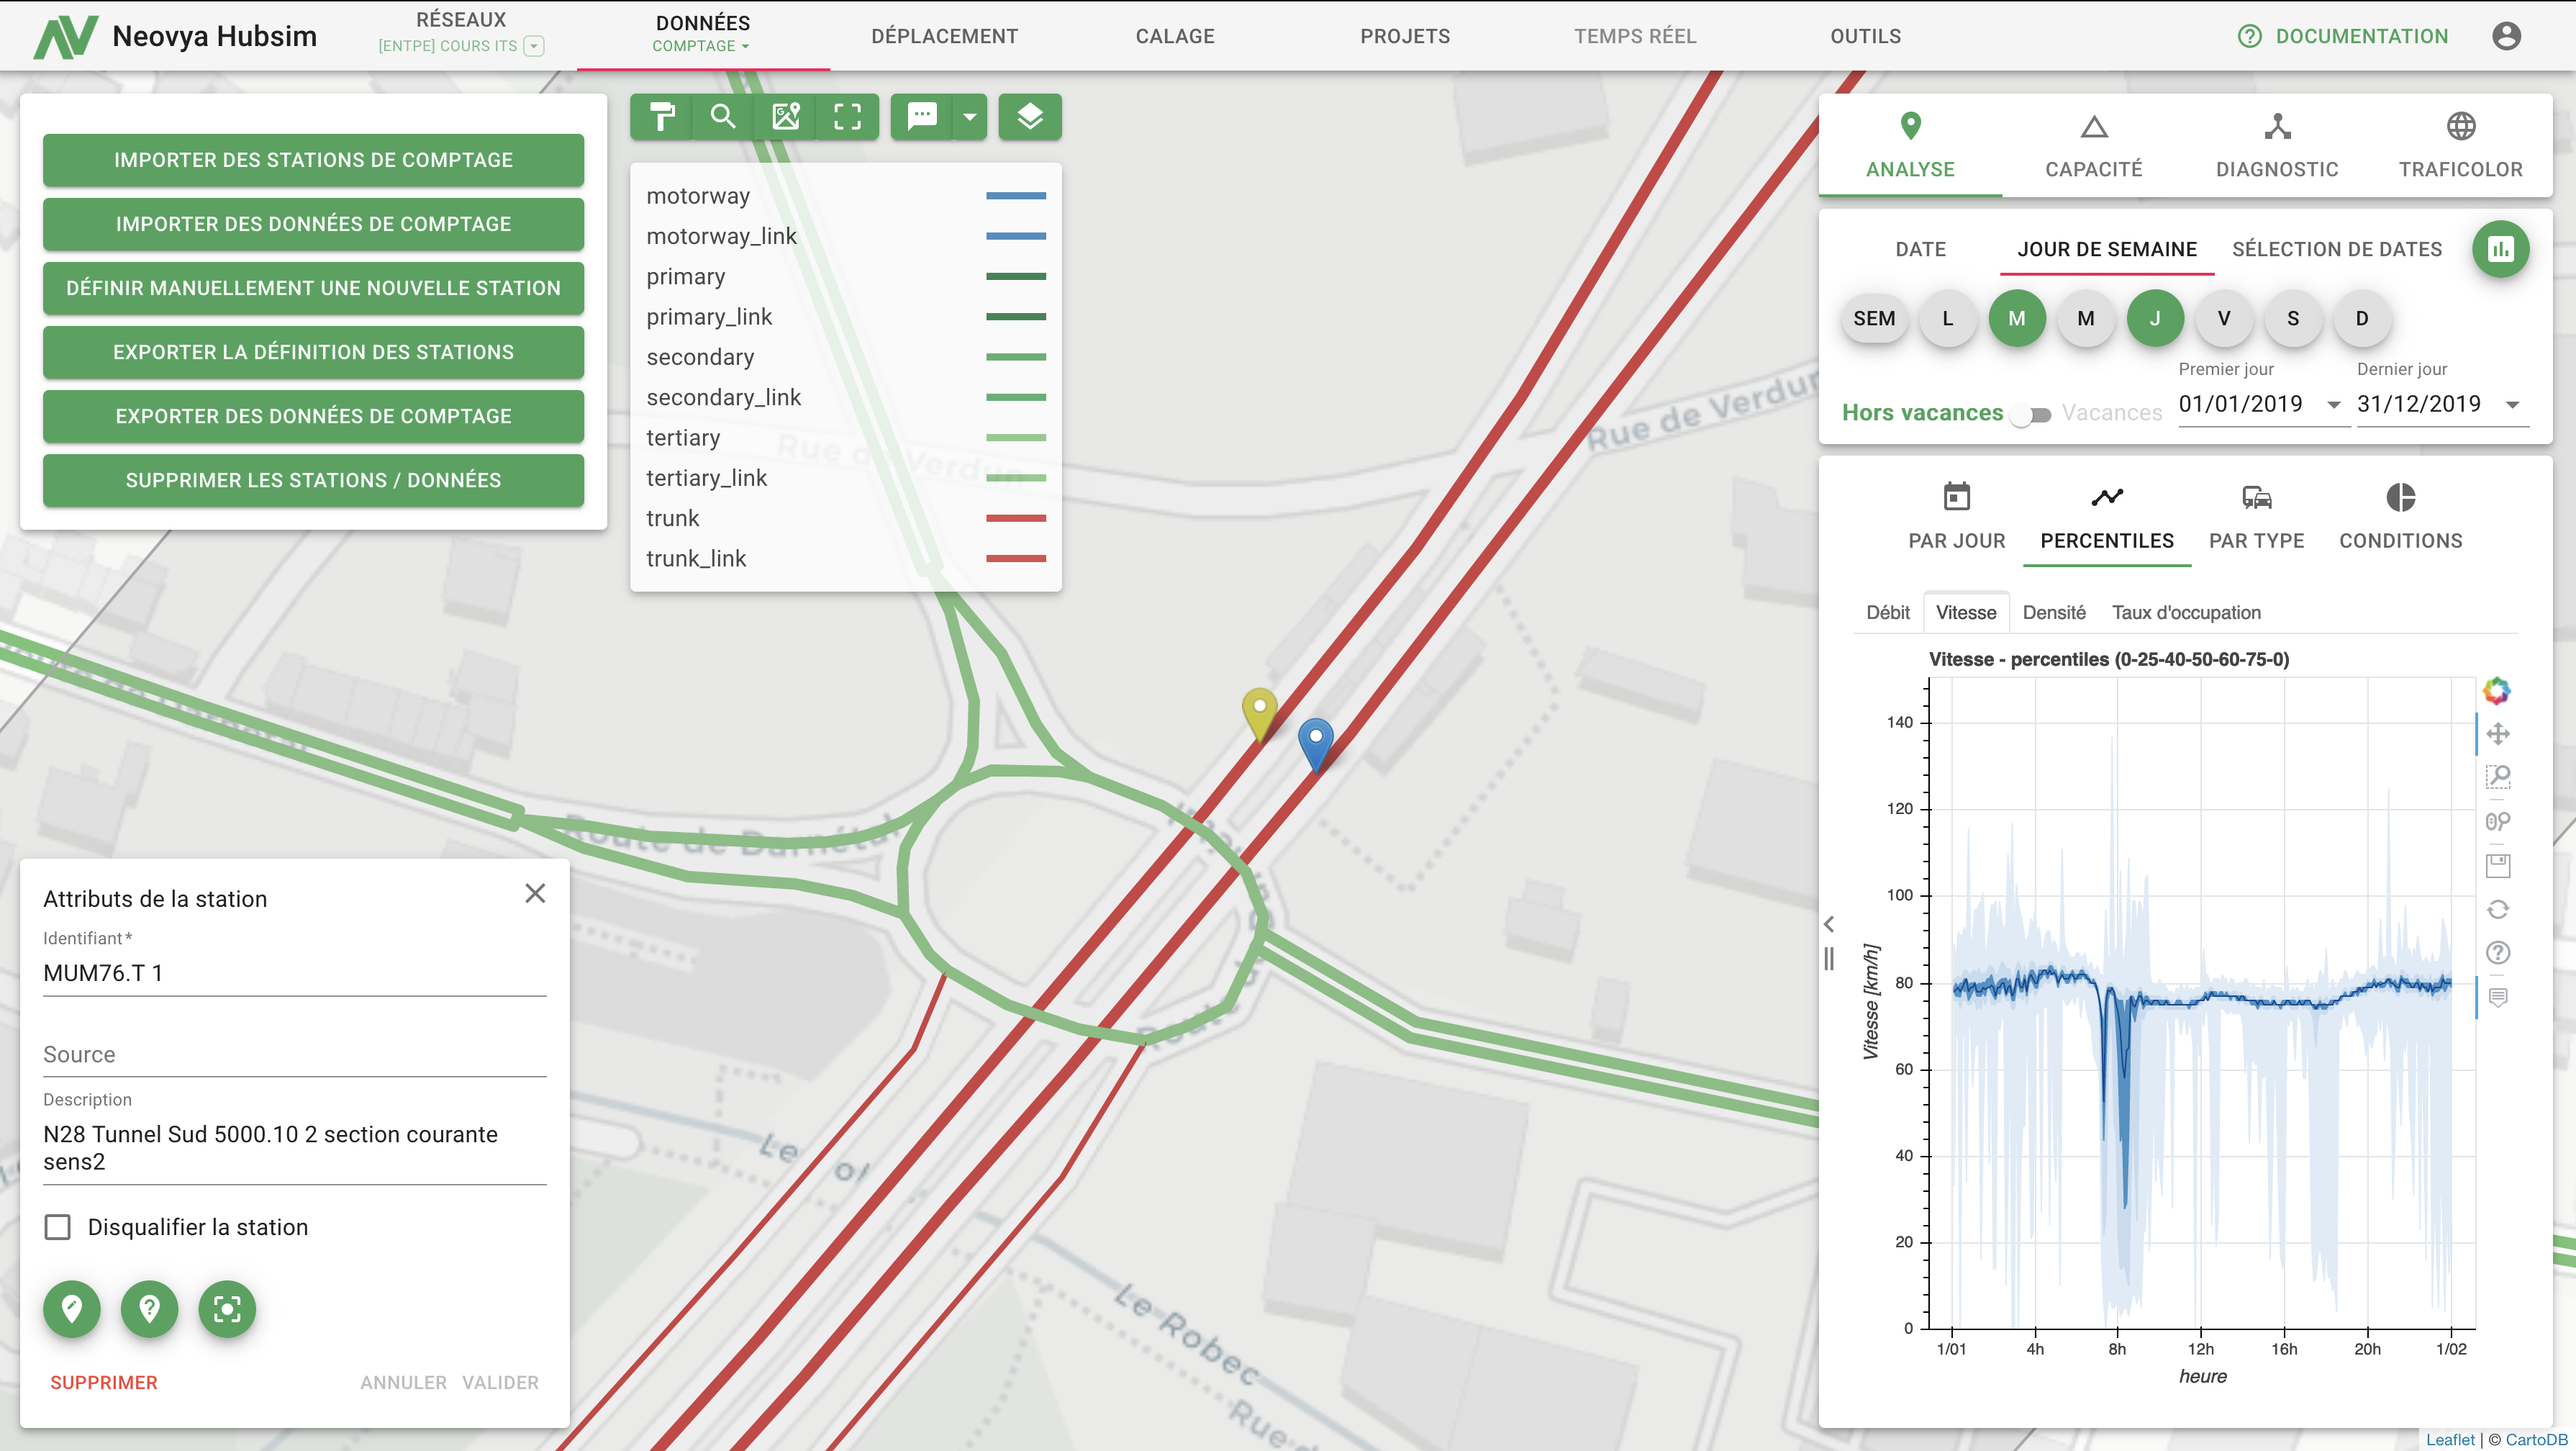 Neovya Hubsim
RÉSEAUX
[ENTPE] COURS ITS
DONNÉES
COMPTAGE
DÉPLACEMENT
CALAGE
PROJETS
TEMPS RÉEL
OUTILS
DOCUMENTATION
IMPORTER DES STATIONS DE COMPTAGE
IMPORTER DES DONNÉES DE COMPTAGE
DÉFINIR MANUELLEMENT UNE NOUVELLE STATION
EXPORTER LA DÉFINITION DES STATIONS
EXPORTER DES DONNÉES DE COMPTAGE
SUPPRIMER LES STATIONS / DONNÉES
motorway
motorway_link
primary
primary_link
secondary
secondary_link
tertiary
tertiary_link
trunk
trunk_link
Rue de Verdun
Rue de Verdun
Route de Darnétal
Le Robec
Rue
Attributs de la station
Identifiant*
MUM76.T 1
Source
Description
N28 Tunnel Sud 5000.10 2 section courante
sens2
Disqualifier la station
SUPPRIMER
ANNULER
VALIDER
ANALYSE
CAPACITÉ
DIAGNOSTIC
TRAFICOLOR
DATE
JOUR DE SEMAINE
SÉLECTION DE DATES
SEM L M M J V S D
Premier jour
Dernier jour
Hors vacances
Vacances
01/01/2019
31/12/2019
PAR JOUR
PERCENTILES
PAR TYPE
CONDITIONS
Débit
Vitesse
Densité
Taux d'occupation
Vitesse - percentiles (0-25-40-50-60-75-0)
140
120
100
80
60
40
20
0
Vitesse [km/h]
1/01 4h 8h 12h 16h 20h 1/02
heure
Leaflet | © CartoDB